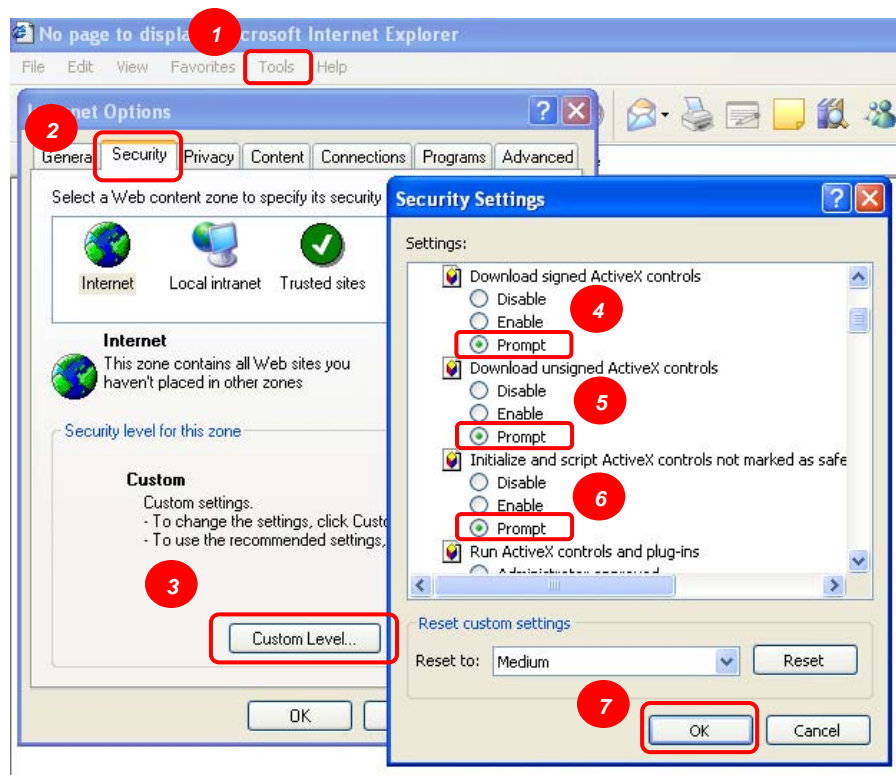 No page to displa crosoft Internet Explorer
1
File Edit View Favorites Tools Help
Internet Options
2
General Security Privacy Content Connections Programs Advanced
Select a Web content zone to specify its security
Internet
Local intranet
Trusted sites
Internet
This zone contains all Web sites you
haven't placed in other zones
Security level for this zone
Custom
Custom settings.
- To change the settings, click Custo
- To use the recommended settings,
3
Custom Level...
OK
Security Settings
Settings:
Download signed ActiveX controls
Disable
4
Enable
Prompt
Download unsigned ActiveX controls
Disable
5
Enable
Prompt
Initialize and script ActiveX controls not marked as safe
Disable
6
Enable
Prompt
Run ActiveX controls and plug-ins
Administrator approved
Reset custom settings
Reset to: Medium Reset
7
OK Cancel